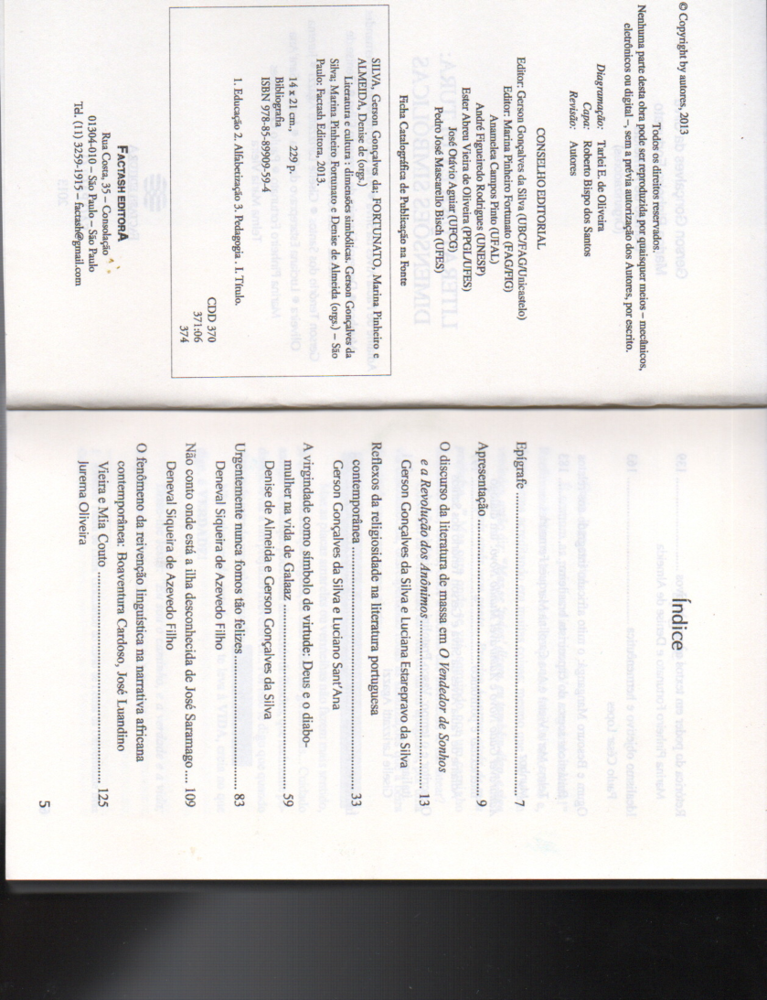 © Copyright by autores, 2013
Todos os direitos reservados.
Nenhuma parte desta obra pode ser reproduzida por quaisquer meios – mecânicos,
eletrônicos ou digital –, sem a prévia autorização dos Autores, por escrito.
Diagramação: Tarlei E. de Oliveira
Capa: Roberto Bispo dos Santos
Revisão: Autores
CONSELHO EDITORIAL
Editor: Gerson Gonçalves da Silva (UBC/FAG/Unicastelo)
Editor: Marina Pinheiro Fortunato (FAG/FIG)
Anamelea Campos Pinto (UFAL)
André Figueiredo Rodrigues (UNESP)
Ester Abreu Vieira de Oliveira (PPGL/UFES)
José Otávio Aguiar (UFCG)
Pedro José Mascarello Bisch (UFES)
Ficha Catalográfica de Publicação na Fonte
SILVA, Gerson Gonçalves da; FORTUNATO, Marina Pinheiro e
ALMEIDA, Denise de (orgs.)
Literatura e cultura : dimensões simbólicas. Gerson Gonçalves da
Silva; Marina Pinheiro Fortunato e Denise de Almeida (orgs.) – São
Paulo: Factash Editora, 2013.
14 x 21 cm., 229 p.
Bibliografia
ISBN 978-85-89909-59-4
1. Educação 2. Alfabetização 3. Pedagogia . I. Título.
CDD 370
371:06
374
FACTASH EDITORA
Rua Costa, 35 – Consolação
01304-010 – São Paulo – São Paulo
Tel. (11) 3259-1915 – factash@gmail.com
Índice
Epígrafe ........ 7
Apresentação ........ 9
O discurso da literatura de massa em O Vendedor de Sonhos
e a Revolução dos Anônimos ........ 13
Gerson Gonçalves da Silva e Luciana Estarepravo da Silva
Reflexos da religiosidade na literatura portuguesa
contemporânea ........ 33
Gerson Gonçalves da Silva e Luciano Sant'Ana
A virgindade como símbolo de virtude: Deus e o diabo-
mulher na vida de Galaaz ........ 59
Denise de Almeida e Gerson Gonçalves da Silva
Urgentemente nunca fomos tão felizes ........ 83
Deneval Siqueira de Azevedo Filho
Não conto onde está a ilha desconhecida de José Saramago .... 109
Deneval Siqueira de Azevedo Filho
O fenômeno da reivenção linguística na narrativa africana
contemporânea: Boaventura Cardoso, José Luandino
Vieira e Mia Couto ........ 125
Jurema Oliveira
5